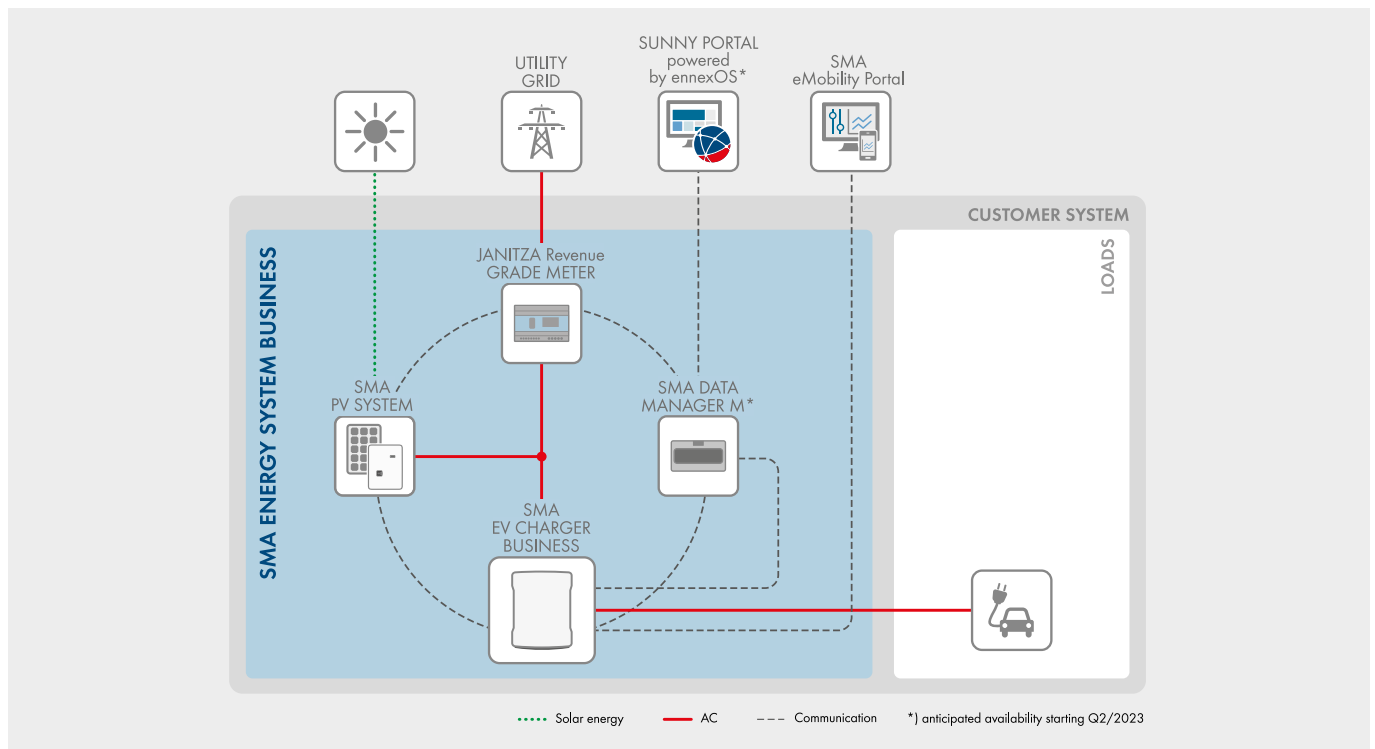 UTILITY
GRID
SUNNY PORTAL
powered
by ennexOS*
SMA
eMobility Portal
CUSTOMER SYSTEM
SMA ENERGY SYSTEM BUSINESS
LOADS
JANITZA Revenue
GRADE METER
SMA
PV SYSTEM
SMA DATA
MANAGER M*
SMA
EV CHARGER
BUSINESS
Solar energy
AC
Communication
*) anticipated availability starting Q2/2023